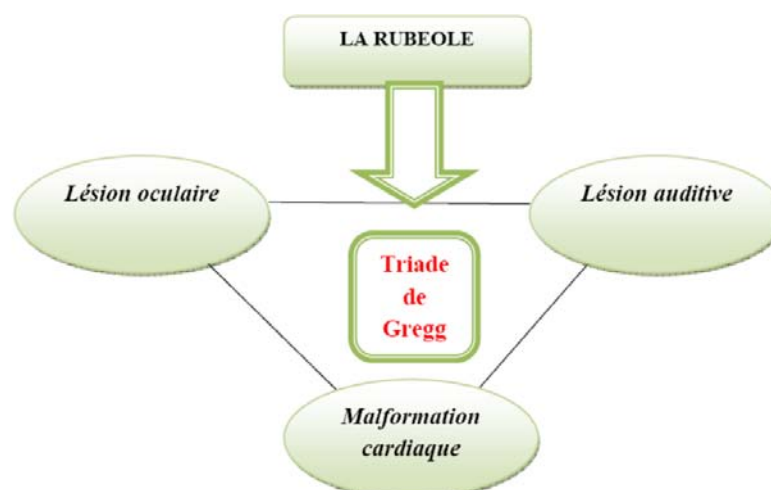 LA RUBEOLE
Lésion oculaire
Lésion auditive
Triade
de
Gregg
Malformation
cardiaque